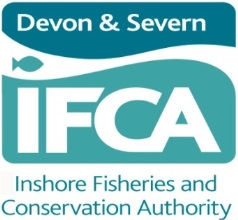 Devon & Severn
IFCA
Inshore Fisheries and
Conservation Authority